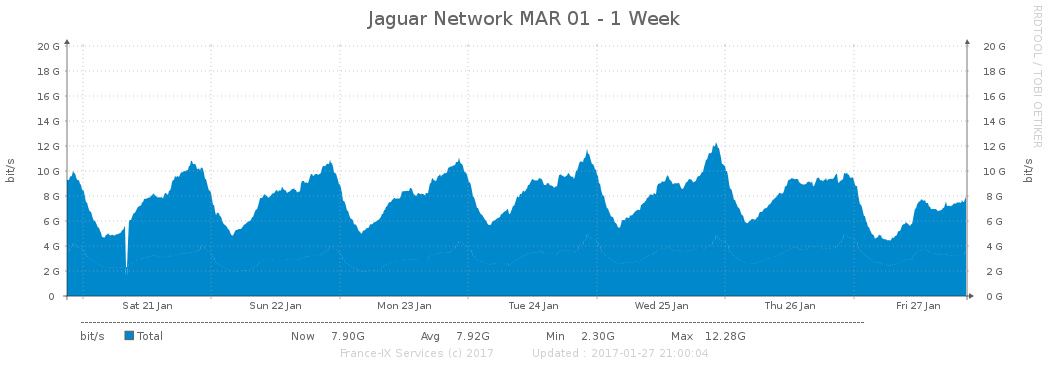 Jaguar Network MAR 01 - 1 Week
RRDTOOL / TOBI OETIKER
bit/s
20 G 20 G
18 G 18 G
16 G 16 G
14 G 14 G
12 G 12 G
10 G 10 G
8 G 8 G
6 G 6 G
4 G 4 G
2 G 2 G
0 0 G
bit/s
Sat 21 Jan Sun 22 Jan Mon 23 Jan Tue 24 Jan Wed 25 Jan Thu 26 Jan Fri 27 Jan
bit/s Total Now 7.90G Avg 7.92G Min 2.30G Max 12.28G
France-IX Services (c) 2017 Updated : 2017-01-27 21:00:04